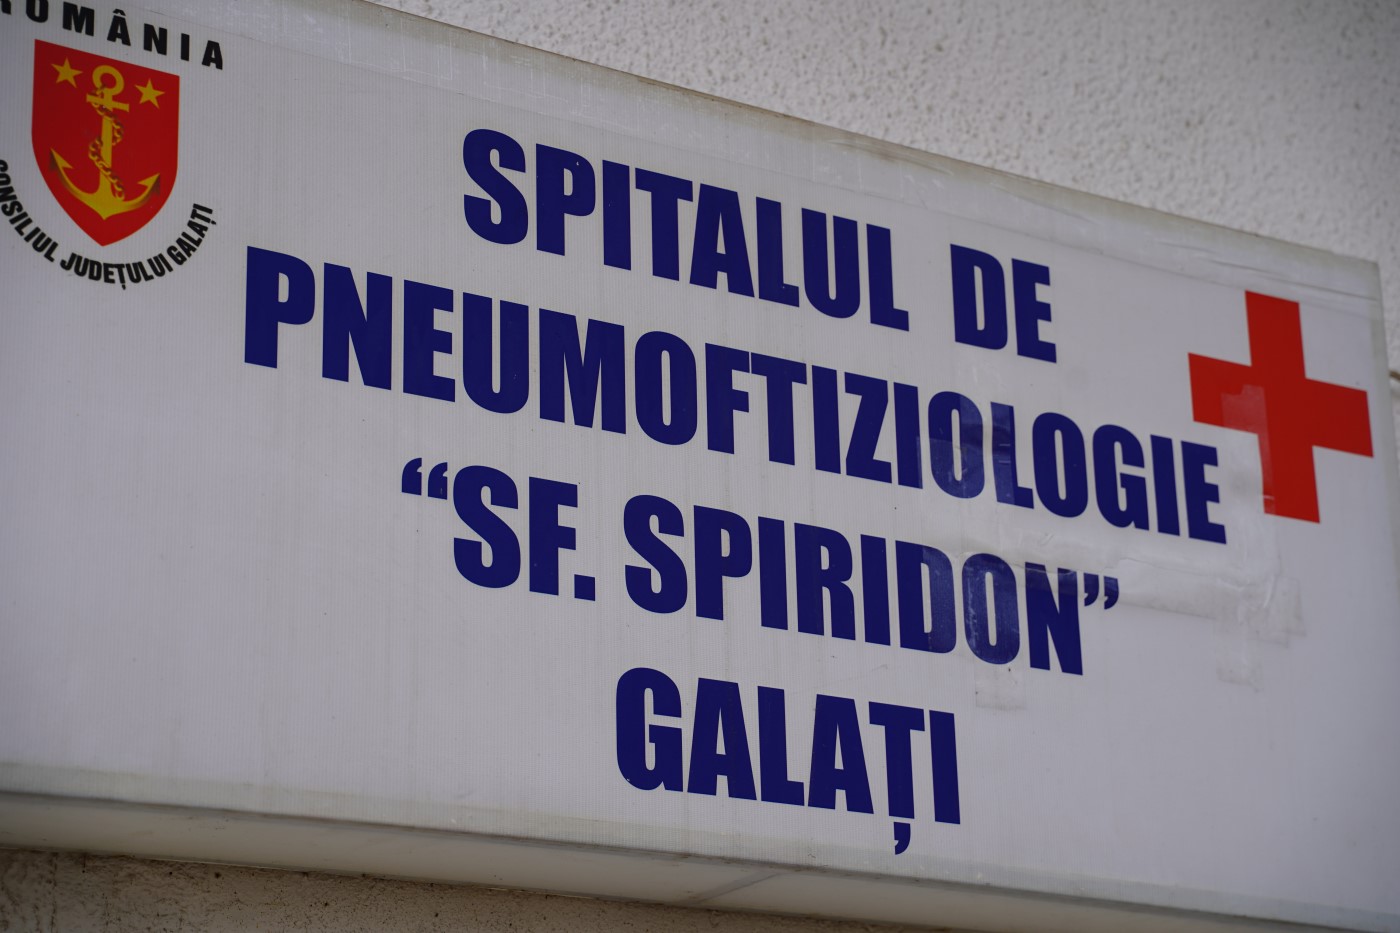 ROMÂNIA
CONSILIUL JUDEȚULUI GALAȚI
SPITALUL DE
PNEUMOFTIZIOLOGIE
“SF. SPIRIDON”
GALAȚI